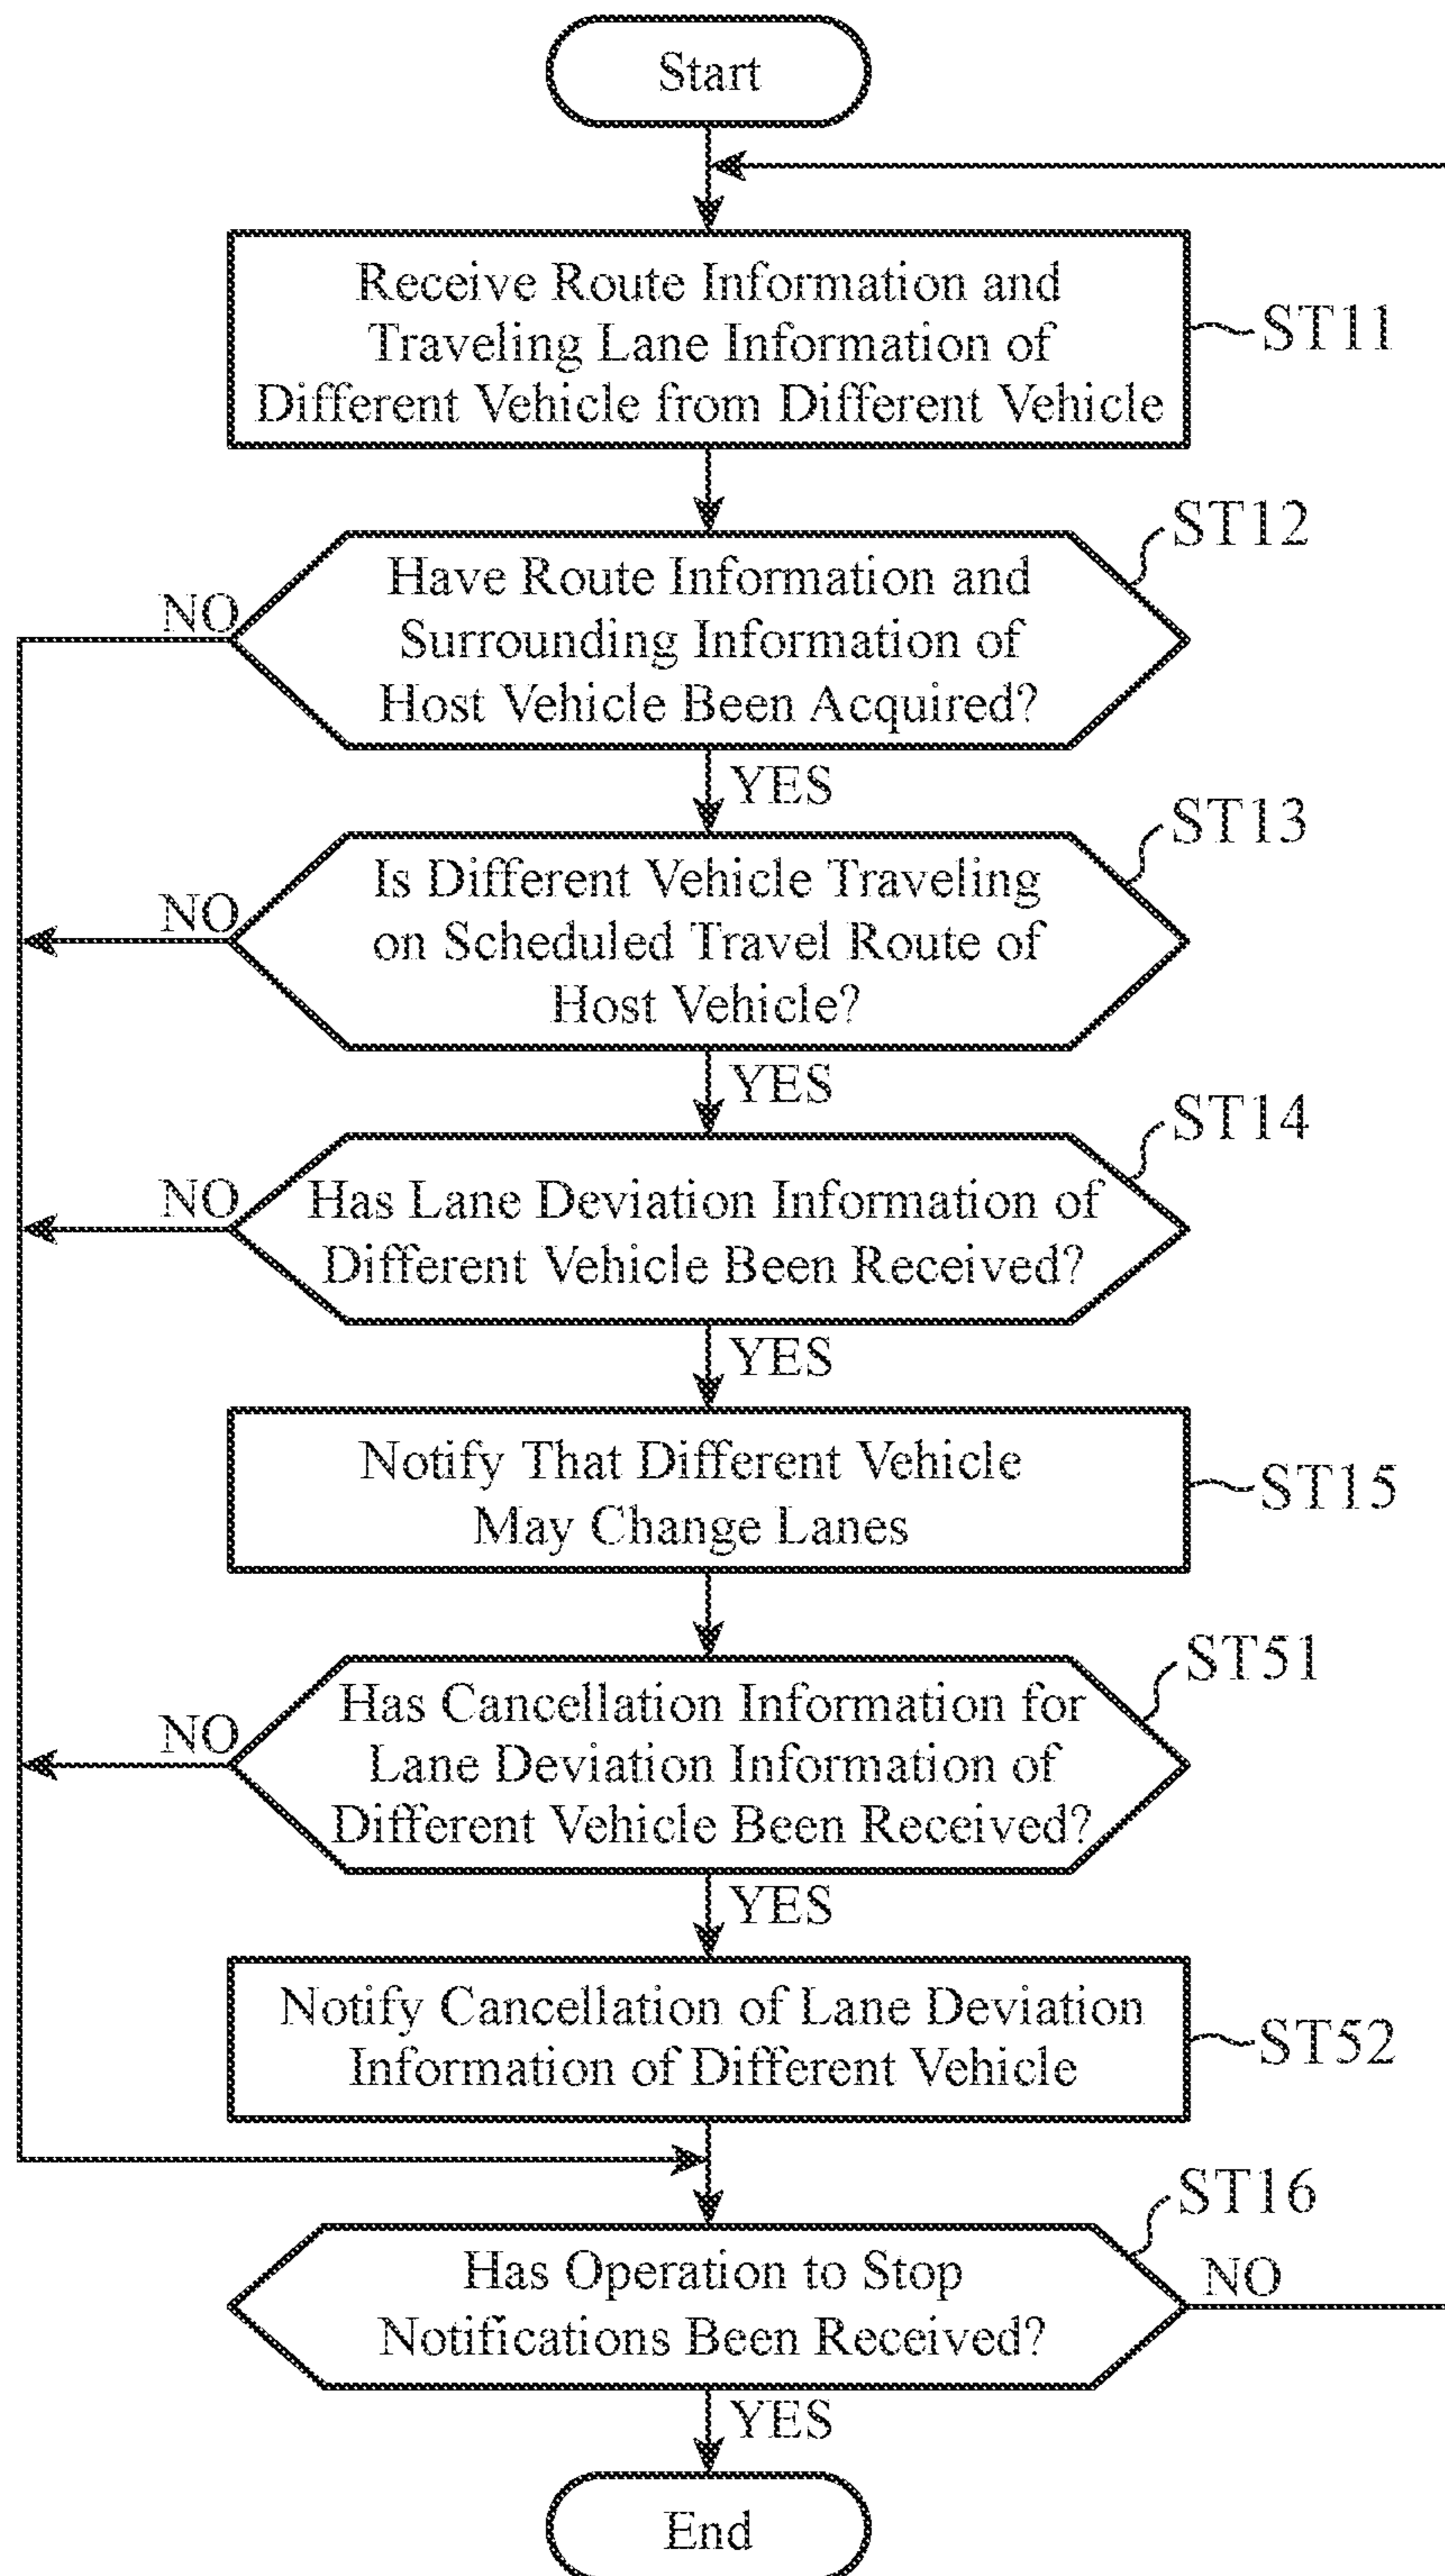 Start
Receive Route Information and
Traveling Lane Information of
Different Vehicle from Different Vehicle
ST11
ST12
Have Route Information and
Surrounding Information of
Host Vehicle Been Acquired?
NO
YES
ST13
Is Different Vehicle Traveling
on Scheduled Travel Route of
Host Vehicle?
NO
YES
ST14
Has Lane Deviation Information of
Different Vehicle Been Received?
NO
YES
Notify That Different Vehicle
May Change Lanes
ST15
ST51
Has Cancellation Information for
Lane Deviation Information of
Different Vehicle Been Received?
NO
YES
Notify Cancellation of Lane Deviation
Information of Different Vehicle
ST52
ST16
Has Operation to Stop
Notifications Been Received?
NO
YES
End